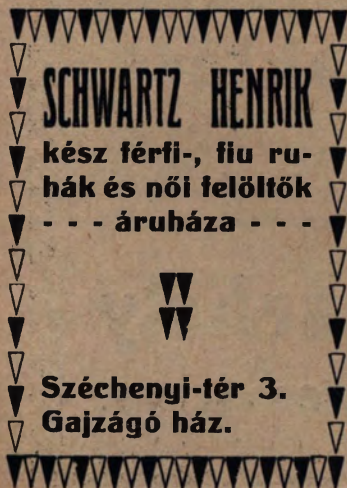 SCHWARTZ HENRIK
kész férfi-, fiu ru-
hák és női felöltők
- - - áruháza - - -
Széchenyi-tér 3.
Gajzágó ház.